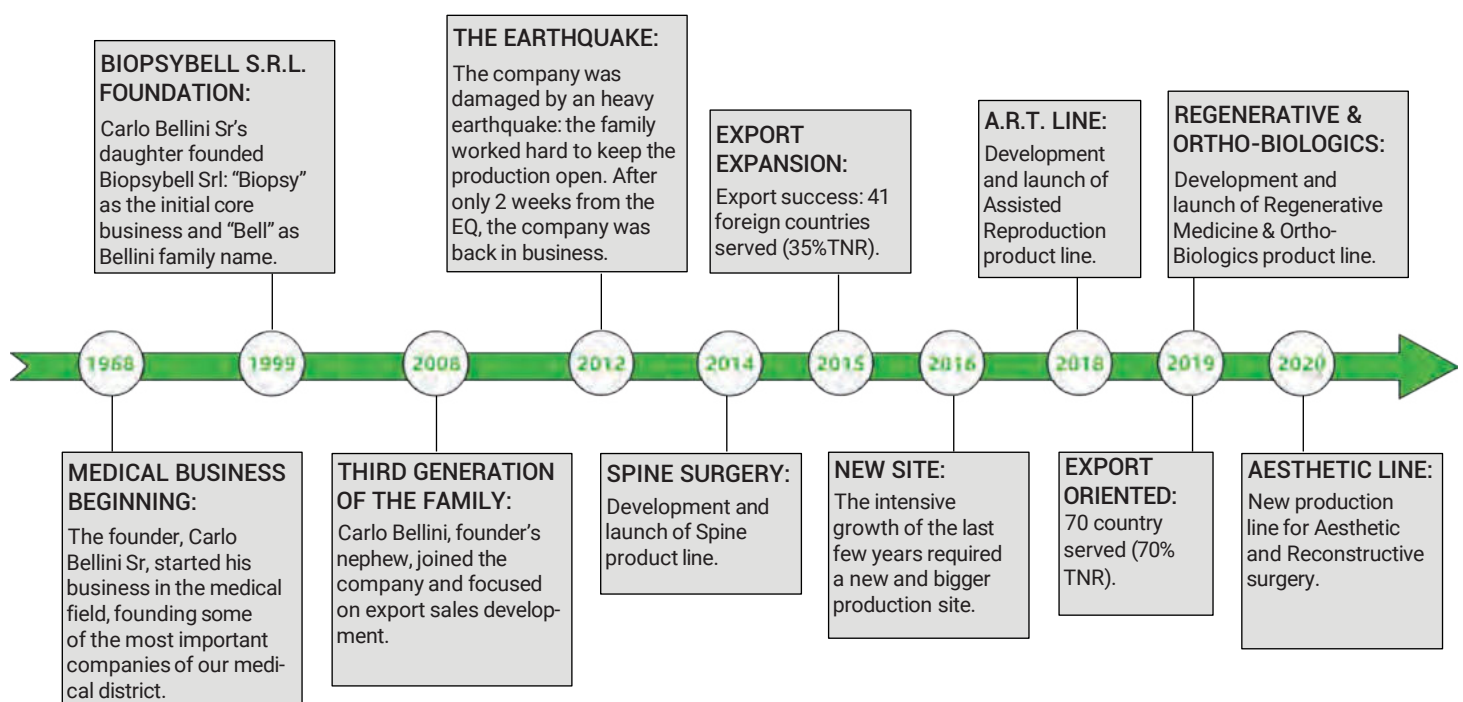 BIOPSYBELL S.R.L.
FOUNDATION:
Carlo Bellini Sr's
daughter founded
Biopsybell Srl: “Biopsy”
as the initial core
business and “Bell” as
Bellini family name.
THE EARTHQUAKE:
The company was
damaged by an heavy
earthquake: the family
worked hard to keep the
production open. After
only 2 weeks from the
EQ, the company was
back in business.
EXPORT
EXPANSION:
Export success: 41
foreign countries
served (35%TNR).
A.R.T. LINE:
Development
and launch of
Assisted
Reproduction
product line.
REGENERATIVE &
ORTHO-BIOLOGICS:
Development and
launch of Regenerative
Medicine & Ortho-
Biologics product line.
1968
1999
2008
2012
2014
2015
2016
2018
2019
2020
MEDICAL BUSINESS
BEGINNING:
The founder, Carlo
Bellini Sr, started his
business in the medical
field, founding some
of the most important
companies of our medi-
cal district.
THIRD GENERATION
OF THE FAMILY:
Carlo Bellini, founder's
nephew, joined the
company and focused
on export sales develop-
ment.
SPINE SURGERY:
Development and
launch of Spine
product line.
NEW SITE:
The intensive
growth of the last
few years required
a new and bigger
production site.
EXPORT
ORIENTED:
70 country
served (70%
TNR).
AESTHETIC LINE:
New production
line for Aesthetic
and Reconstructive
surgery.